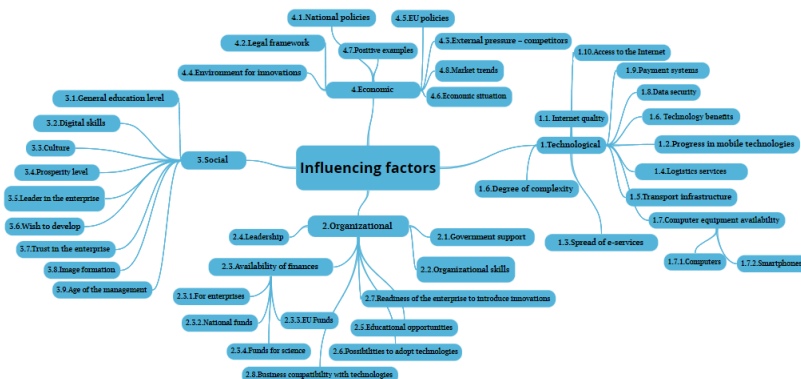 Influencing factors
1.Technological
1.10.Access to the Internet
1.9.Payment systems
1.8.Data security
1.1. Internet quality
1.6. Technology benefits
1.2.Progress in mobile technologies
1.4.Logistics services
1.6.Degree of complexity
1.5.Transport infrastructure
1.7.Computer equipment availability
1.7.1.Computers
1.7.2.Smartphones
1.3.Spread of e-services
2.Organizational
2.4.Leadership
2.1.Government support
2.2.Organizational skills
2.3.Availability of finances
2.3.1.For enterprises
2.3.2.National funds
2.3.3.EU Funds
2.3.4.Funds for science
2.7.Readiness of the enterprise to introduce innovations
2.5.Educational opportunities
2.6.Possibilities to adopt technologies
2.8.Business compatibility with technologies
3.Social
3.1.General education level
3.2.Digital skills
3.3.Culture
3.4.Prosperity level
3.5.Leader in the enterprise
3.6.Wish to develop
3.7.Trust in the enterprise
3.8.Image formation
3.9.Age of the management
4.Economic
4.1.National policies
4.5.EU policies
4.2.Legal framework
4.7.Positive examples
4.3.External pressure – competitors
4.4.Environment for innovations
4.8.Market trends
4.6.Economic situation